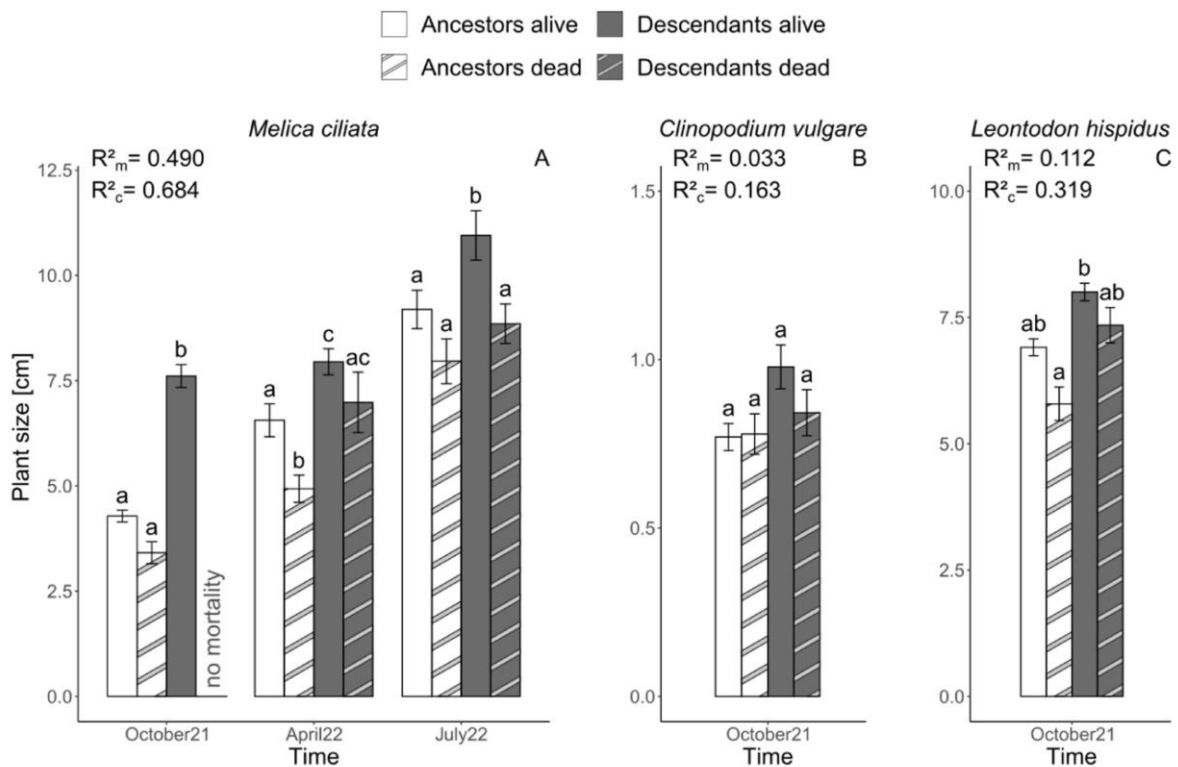 Ancestors alive
Descendants alive
Ancestors dead
Descendants dead
Melica ciliata
Clinopodium vulgare
Leontodon hispidus
R²m= 0.490
R²c= 0.684
A
R²m= 0.033
R²c= 0.163
B
R²m= 0.112
R²c= 0.319
C
Plant size [cm]
12.5
10.0
7.5
5.0
2.5
0.0
a
a
b
no mortality
a
b
c
ac
a
a
b
a
October21
April22
July22
Time
1.5
1.0
0.5
0.0
a
a
a
a
October21
Time
10.0
7.5
5.0
2.5
0.0
ab
a
b
ab
October21
Time